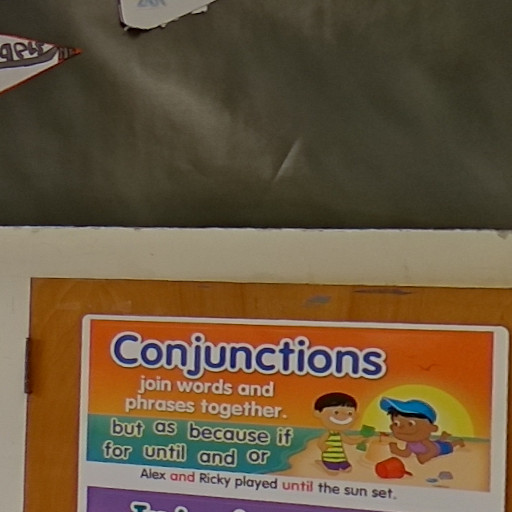 Conjunctions
join words and
phrases together.
but as because if
for until and or
Alex and Ricky played until the sun set.